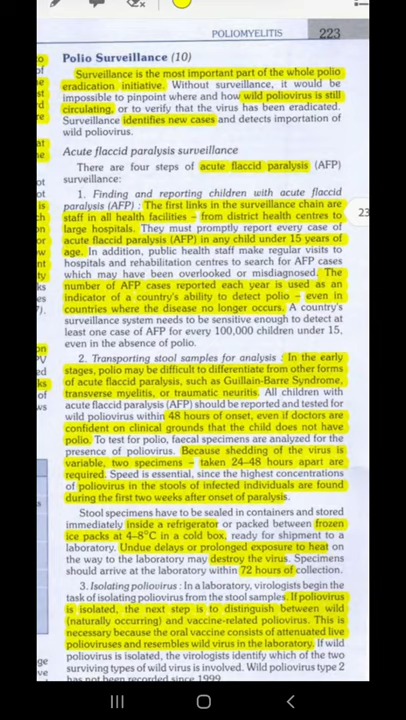 POLIOMYELITIS 223
Polio Surveillance (10)
Surveillance is the most important part of the whole polio
eradication initiative. Without surveillance, it would be
impossible to pinpoint where and how wild poliovirus is still
circulating, or to verify that the virus has been eradicated.
Surveillance identifies new cases and detects importation of
wild poliovirus.
Acute flaccid paralysis surveillance
There are four steps of acute flaccid paralysis (AFP)
surveillance:
1. Finding and reporting children with acute flaccid
paralysis (AFP) : The first links in the surveillance chain are
staff in all health facilities – from district health centres to
large hospitals. They must promptly report every case of
acute flaccid paralysis (AFP) in any child under 15 years of
age. In addition, public health staff make regular visits to
hospitals and rehabilitation centres to search for AFP cases
which may have been overlooked or misdiagnosed. The
number of AFP cases reported each year is used as an
indicator of a country's ability to detect polio – even in
countries where the disease no longer occurs. A country's
surveillance system needs to be sensitive enough to detect at
least one case of AFP for every 100,000 children under 15,
even in the absence of polio.
2. Transporting stool samples for analysis : In the early
stages, polio may be difficult to differentiate from other forms
of acute flaccid paralysis, such as Guillain-Barre Syndrome,
transverse myelitis, or traumatic neuritis. All children with
acute flaccid paralysis (AFP) should be reported and tested for
wild poliovirus within 48 hours of onset, even if doctors are
confident on clinical grounds that the child does not have
polio. To test for polio, faecal specimens are analyzed for the
presence of poliovirus. Because shedding of the virus is
variable, two specimens – taken 24–48 hours apart are
required. Speed is essential, since the highest concentrations
of poliovirus in the stools of infected individuals are found
during the first two weeks after onset of paralysis.
Stool specimens have to be sealed in containers and stored
immediately inside a refrigerator or packed between frozen
ice packs at 4–8°C in a cold box, ready for shipment to a
laboratory. Undue delays or prolonged exposure to heat on
the way to the laboratory may destroy the virus. Specimens
should arrive at the laboratory within 72 hours of collection.
3. Isolating poliovirus : In a laboratory, virologists begin the
task of isolating poliovirus from the stool samples. If poliovirus
is isolated, the next step is to distinguish between wild
(naturally occurring) and vaccine-related poliovirus. This is
necessary because the oral vaccine consists of attenuated live
polioviruses and resembles wild virus in the laboratory. If wild
poliovirus is isolated, the virologists identify which of the two
surviving types of wild virus is involved. Wild poliovirus type 2
has not been recorded since 1999